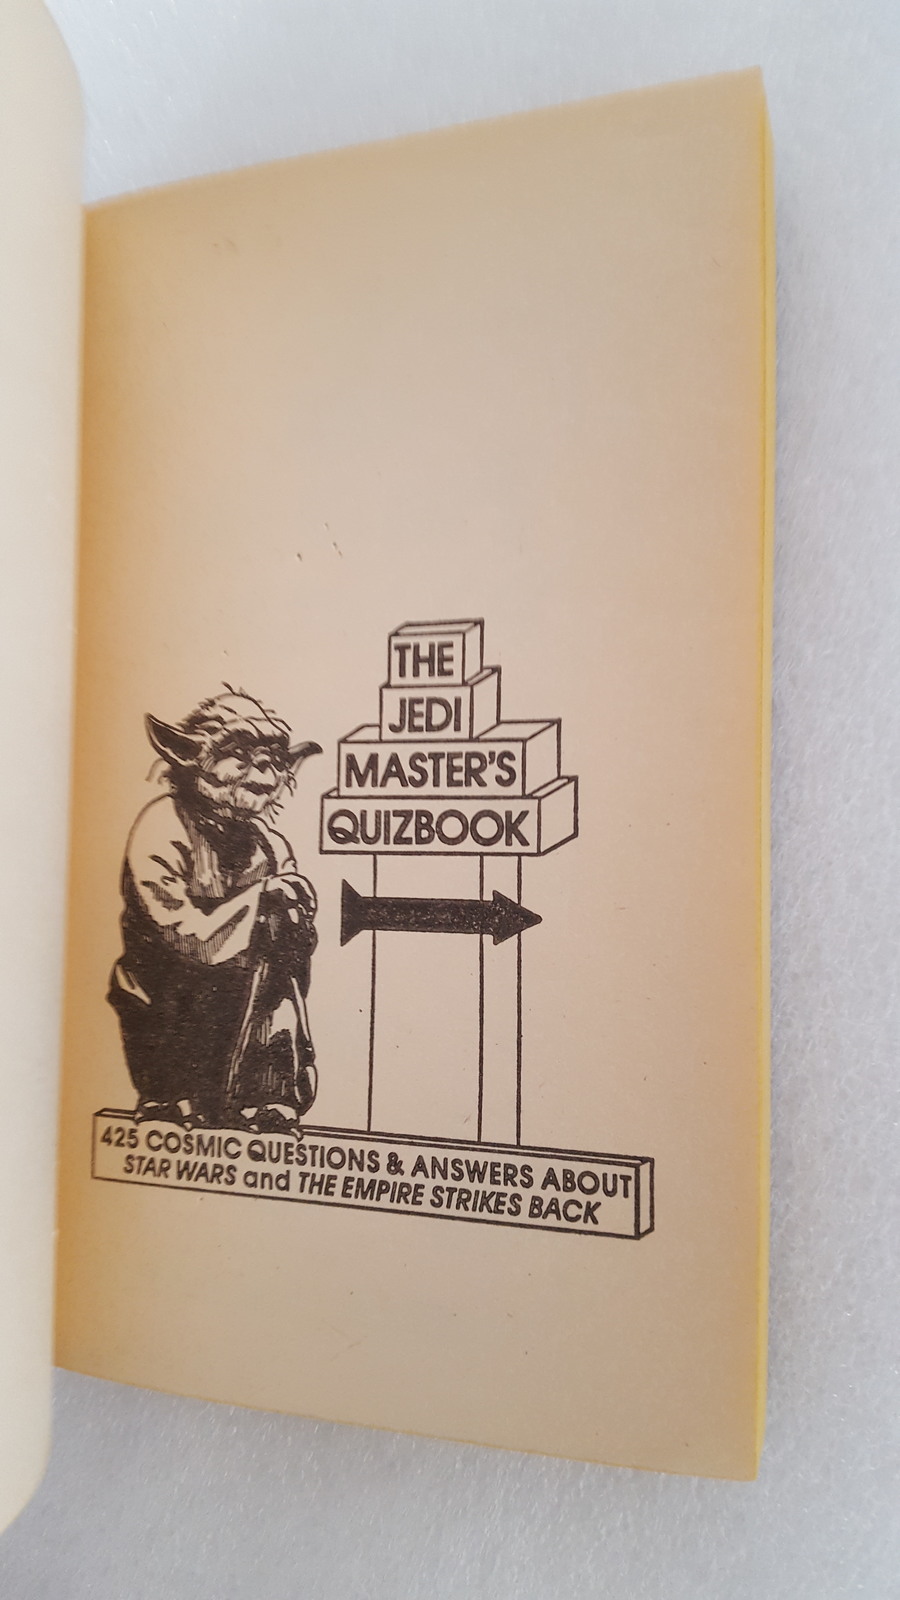 THE
JEDI
MASTER'S
QUIZBOOK
425 COSMIC QUESTIONS & ANSWERS ABOUT
STAR WARS and THE EMPIRE STRIKES BACK